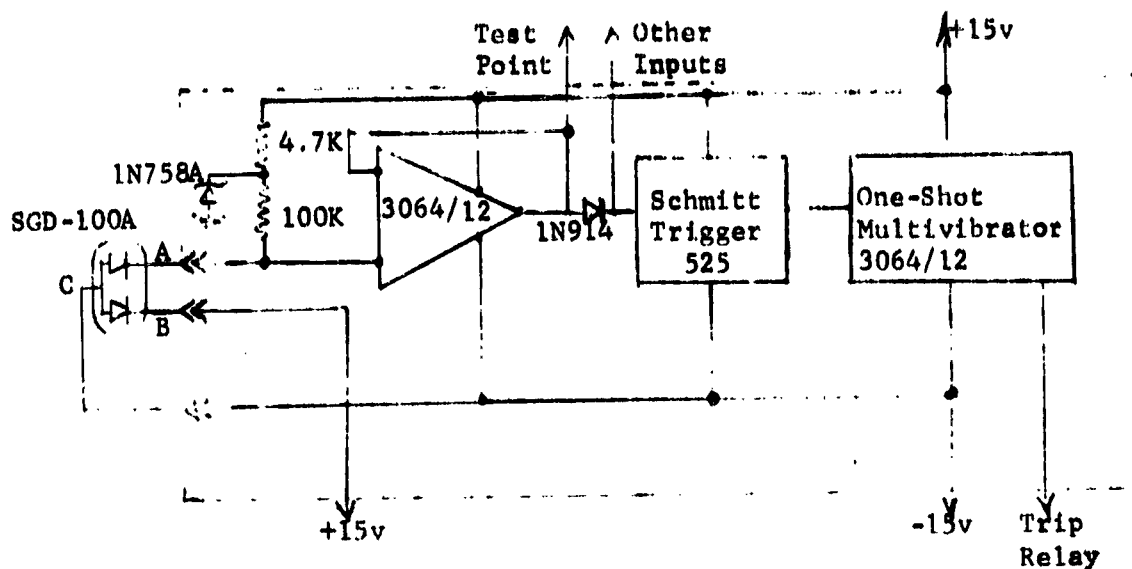 Test
Point
Other
Inputs
+15v
4.7K
1N758A
SGD-100A
100K
3064/12
1N914
Schmitt
Trigger
525
One-Shot
Multivibrator
3064/12
A
C
B
+15v
-15v
Trip
Relay